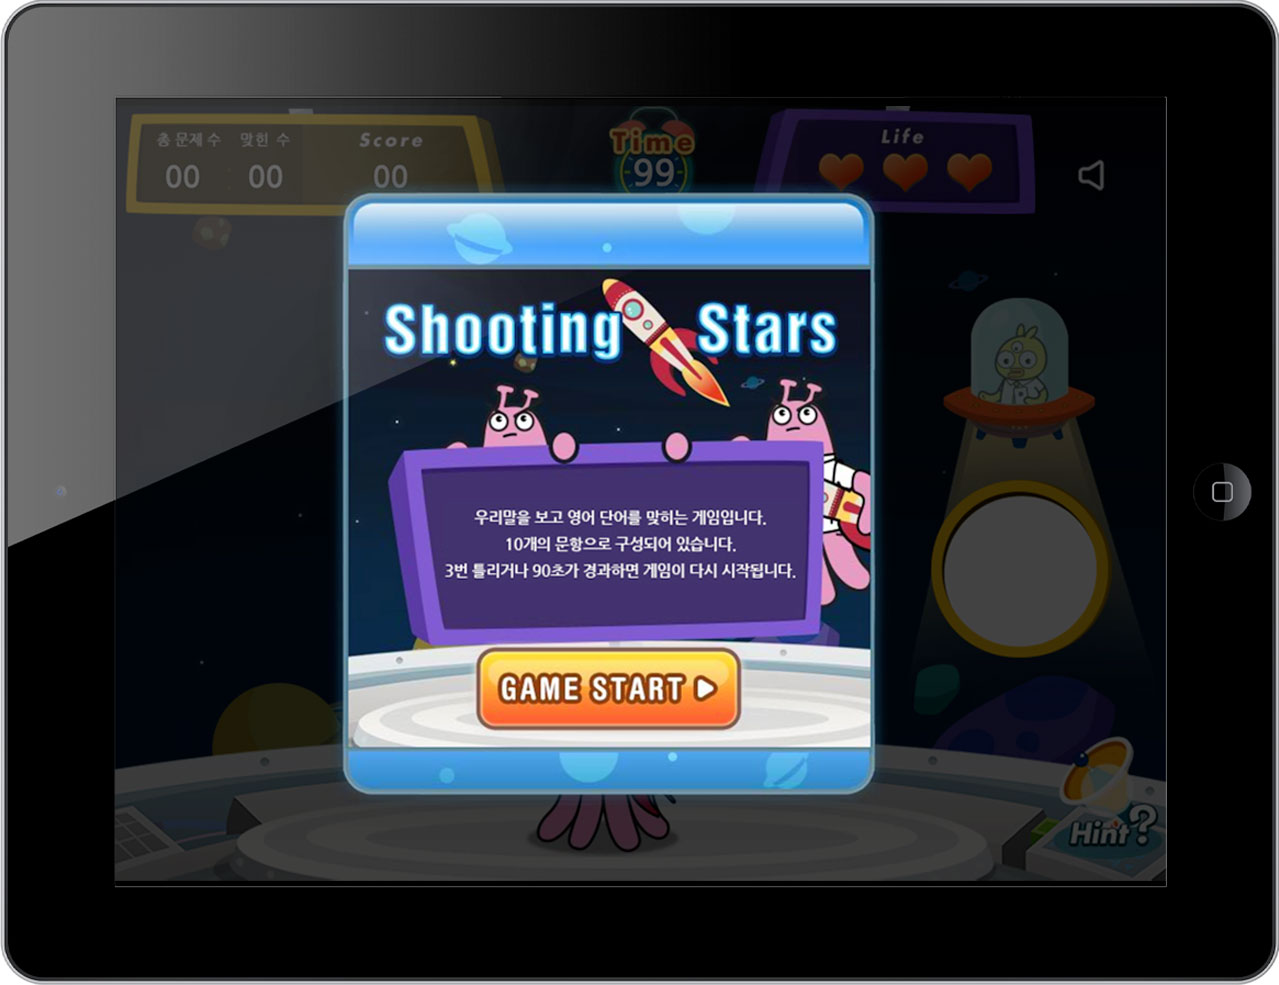 총 문제 수 맞힌 수 Score
00 : 00 00
Time
99
Life
Shooting Stars
우리말을 보고 영어 단어를 맞히는 게임입니다.
10개의 문항으로 구성되어 있습니다.
3번 틀리거나 90초가 경과하면 게임이 다시 시작됩니다.
GAME START
Hint?